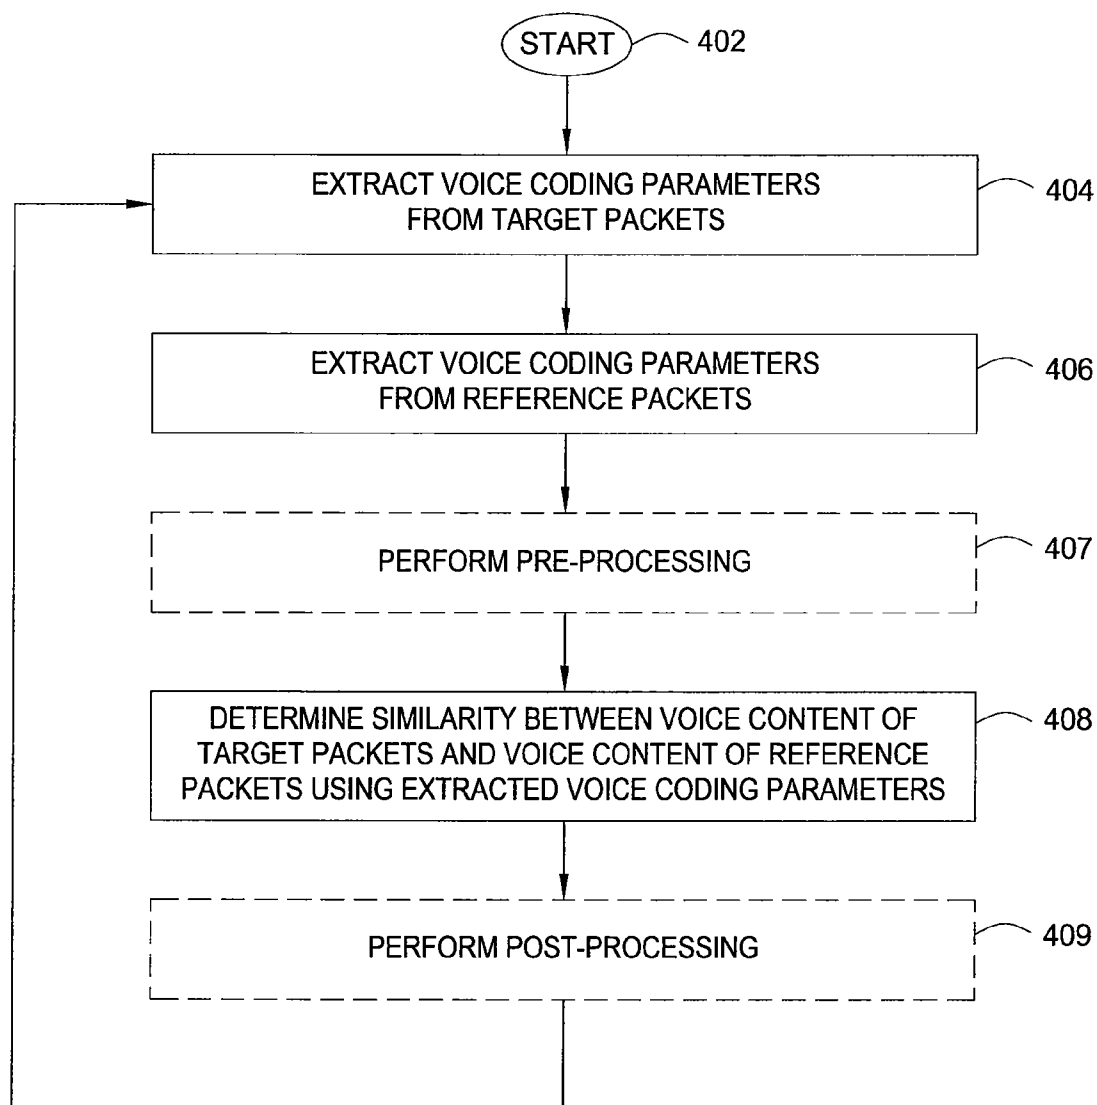 START
402
EXTRACT VOICE CODING PARAMETERS
FROM TARGET PACKETS
404
EXTRACT VOICE CODING PARAMETERS
FROM REFERENCE PACKETS
406
PERFORM PRE-PROCESSING
407
DETERMINE SIMILARITY BETWEEN VOICE CONTENT OF
TARGET PACKETS AND VOICE CONTENT OF REFERENCE
PACKETS USING EXTRACTED VOICE CODING PARAMETERS
408
PERFORM POST-PROCESSING
409